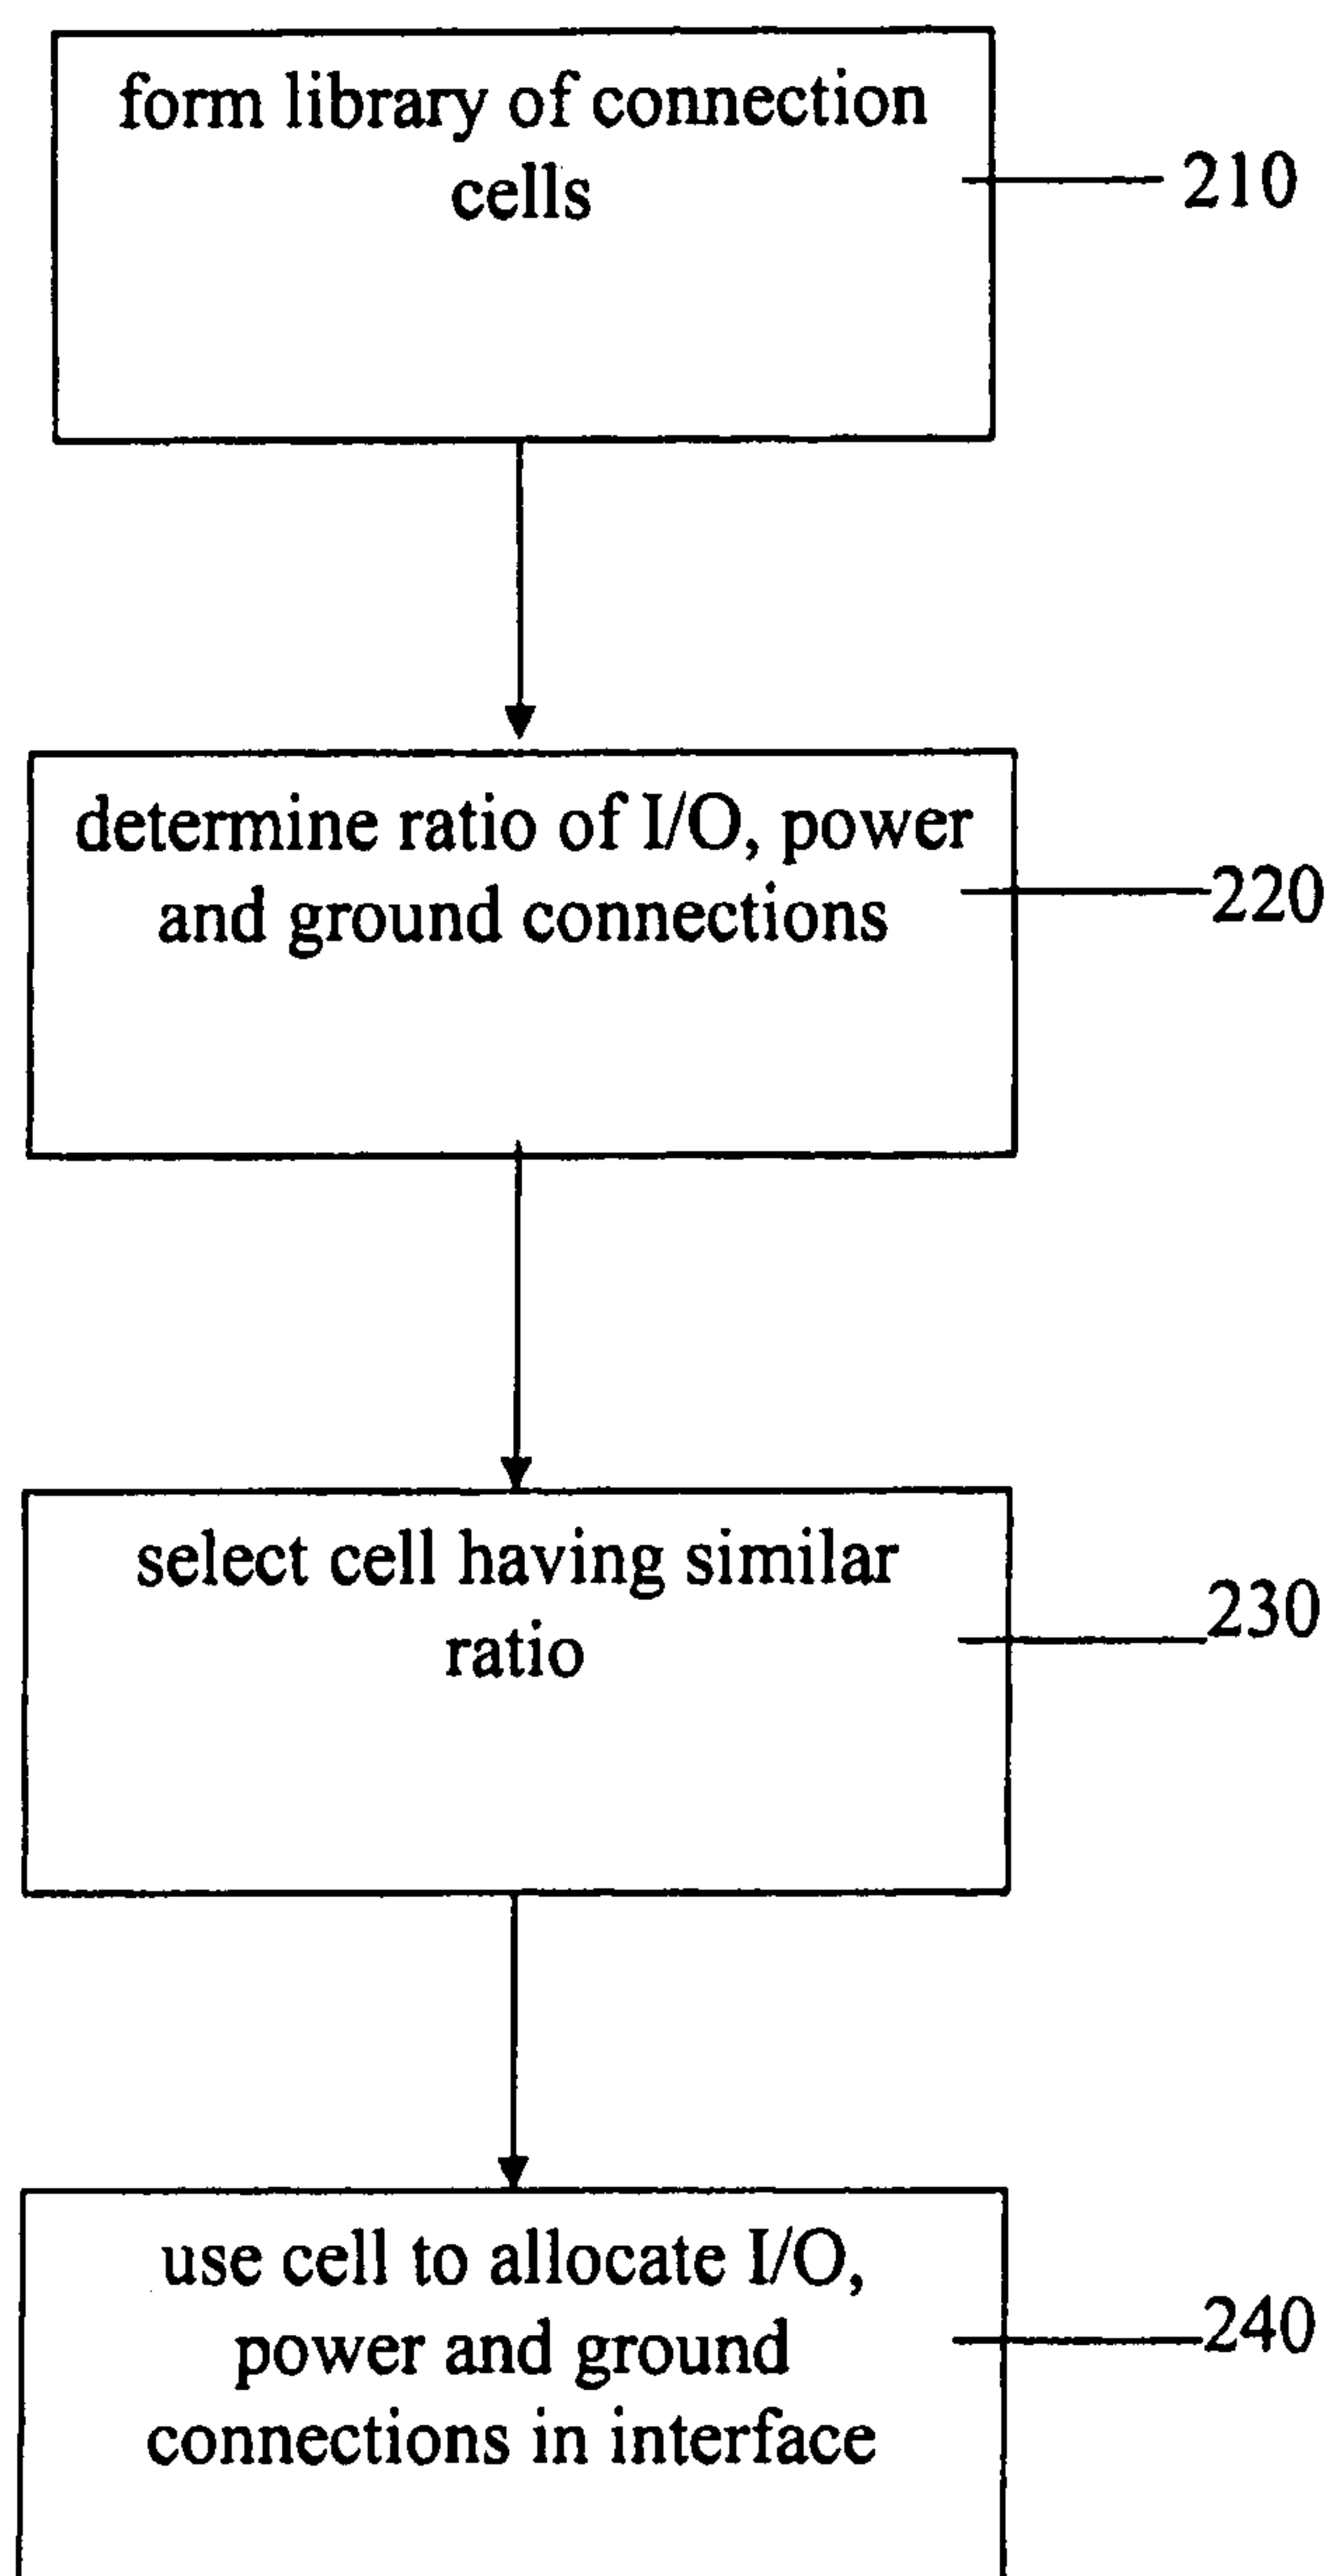 form library of connection
cells
210
determine ratio of I/O, power
and ground connections
220
select cell having similar
ratio
230
use cell to allocate I/O,
power and ground
connections in interface
240